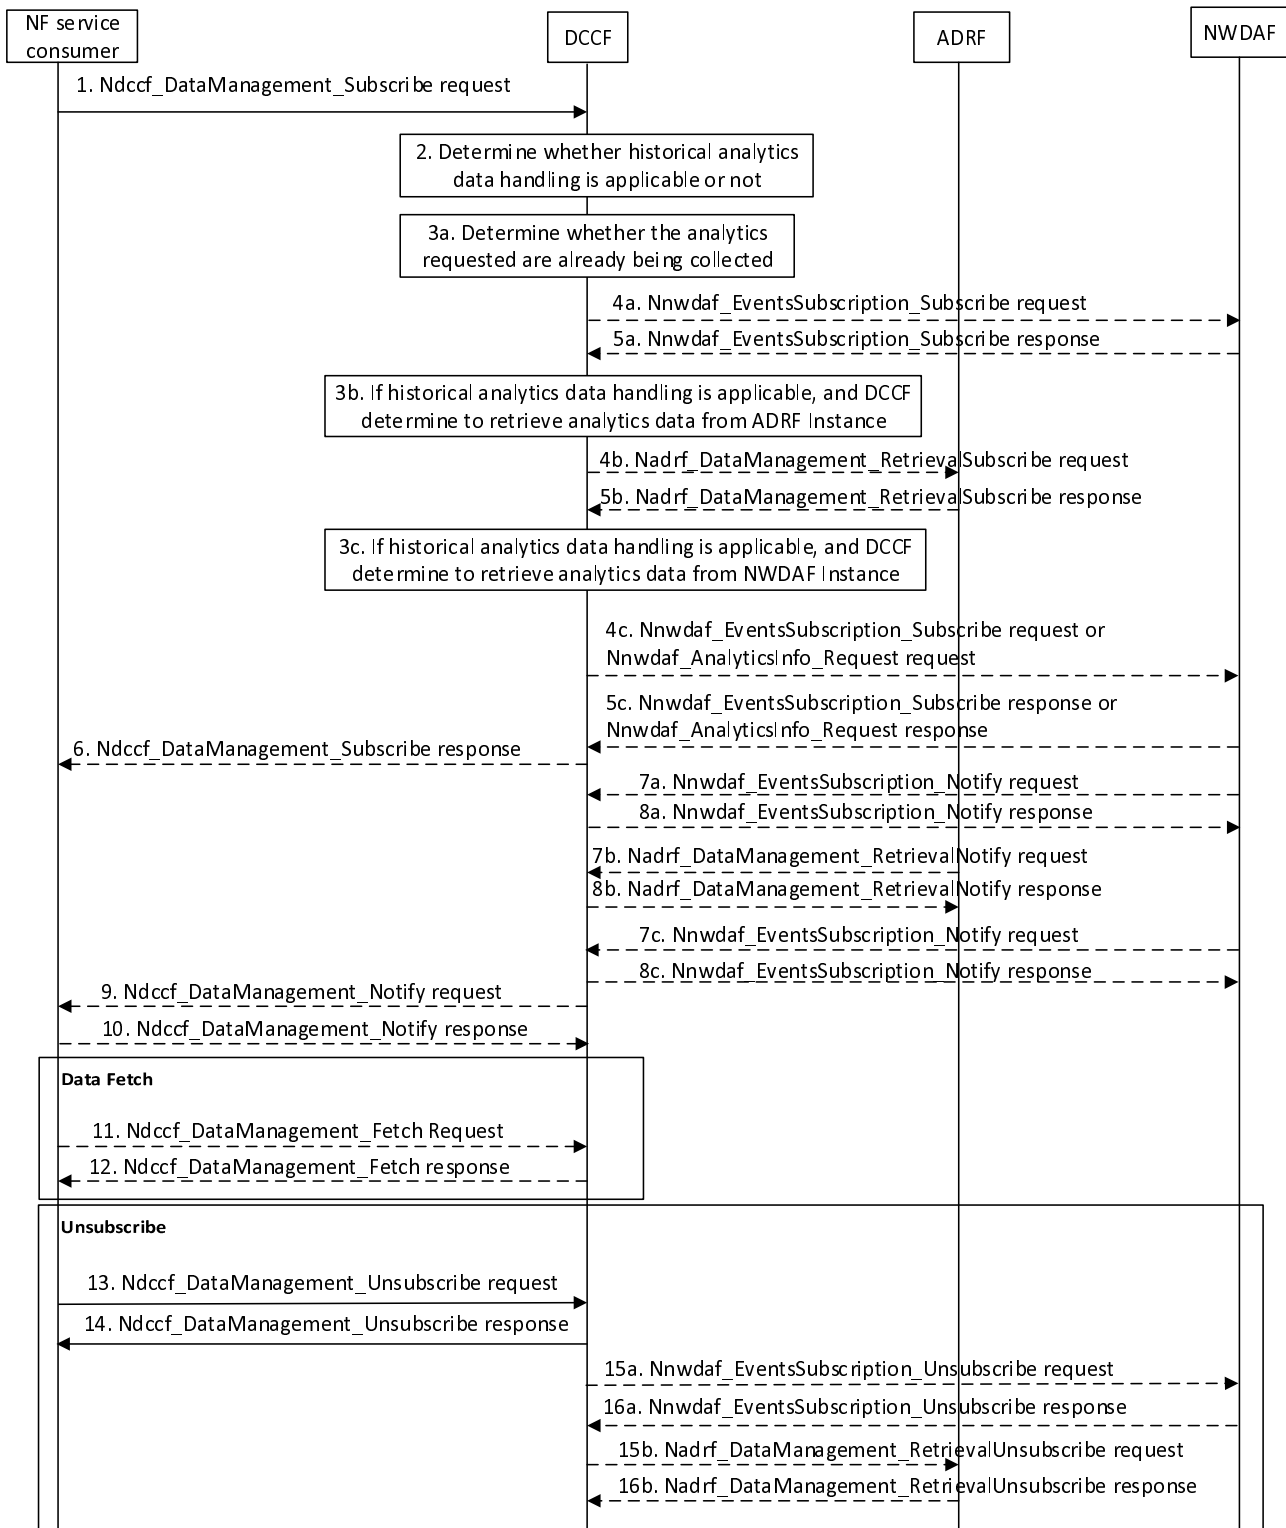 NF service
consumer
DCCF
ADRF
NWDAF
1. Ndccf_DataManagement_Subscribe request
2. Determine whether historical analytics
data handling is applicable or not
3a. Determine whether the analytics
requested are already being collected
4a. Nnwdaf_EventsSubscription_Subscribe request
5a. Nnwdaf_EventsSubscription_Subscribe response
3b. If historical analytics data handling is applicable, and DCCF
determine to retrieve analytics data from ADRF Instance
4b. Nadrf_DataManagement_RetrievalSubscribe request
5b. Nadrf_DataManagement_RetrievalSubscribe response
3c. If historical analytics data handling is applicable, and DCCF
determine to retrieve analytics data from NWDAF Instance
4c. Nnwdaf_EventsSubscription_Subscribe request or
Nnwdaf_AnalyticsInfo_Request request
5c. Nnwdaf_EventsSubscription_Subscribe response or
Nnwdaf_AnalyticsInfo_Request response
6. Ndccf_DataManagement_Subscribe response
7a. Nnwdaf_EventsSubscription_Notify request
8a. Nnwdaf_EventsSubscription_Notify response
7b. Nadrf_DataManagement_RetrievalNotify request
8b. Nadrf_DataManagement_RetrievalNotify response
7c. Nnwdaf_EventsSubscription_Notify request
8c. Nnwdaf_EventsSubscription_Notify response
9. Ndccf_DataManagement_Notify request
10. Ndccf_DataManagement_Notify response
Data Fetch
11. Ndccf_DataManagement_Fetch Request
12. Ndccf_DataManagement_Fetch response
Unsubscribe
13. Ndccf_DataManagement_Unsubscribe request
14. Ndccf_DataManagement_Unsubscribe response
15a. Nnwdaf_EventsSubscription_Unsubscribe request
16a. Nnwdaf_EventsSubscription_Unsubscribe response
15b. Nadrf_DataManagement_RetrievalUnsubscribe request
16b. Nadrf_DataManagement_RetrievalUnsubscribe response